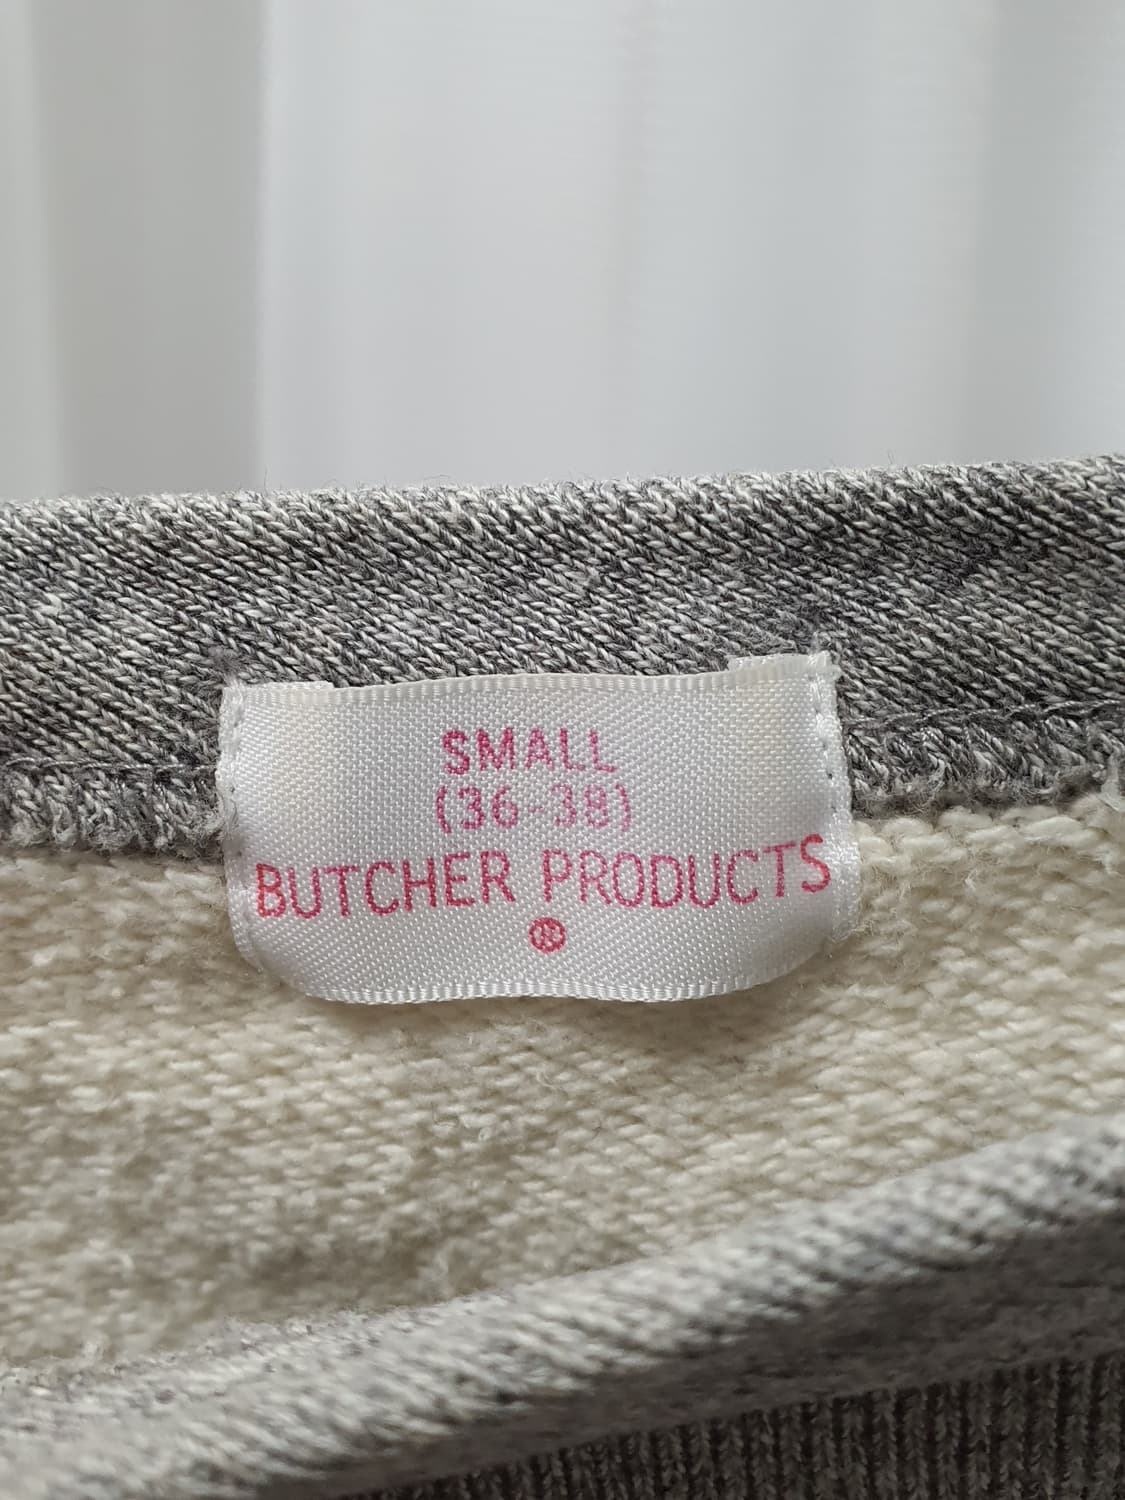 SMALL
(36-38)
BUTCHER PRODUCTS
®